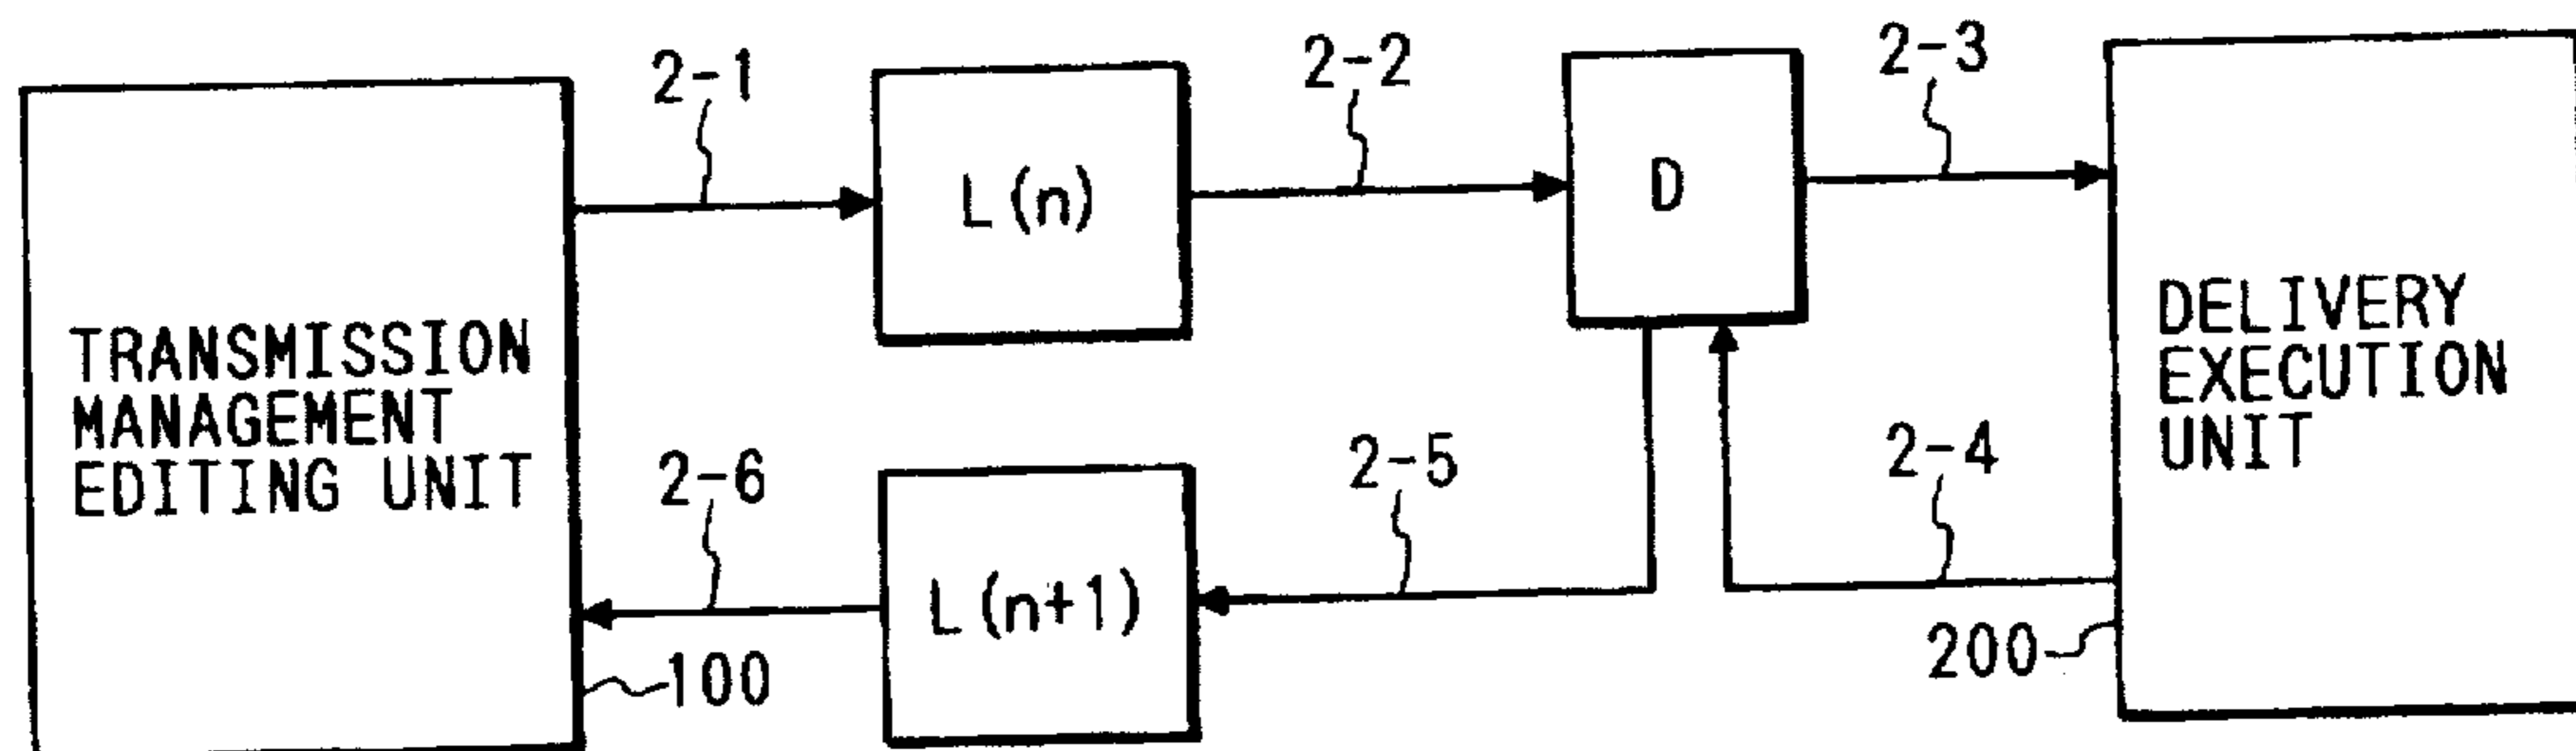 2-1
2-2
2-3
L(n)
D
TRANSMISSION
MANAGEMENT
EDITING UNIT
DELIVERY
EXECUTION
UNIT
2-6
2-5
2-4
L(n+1)
100
200